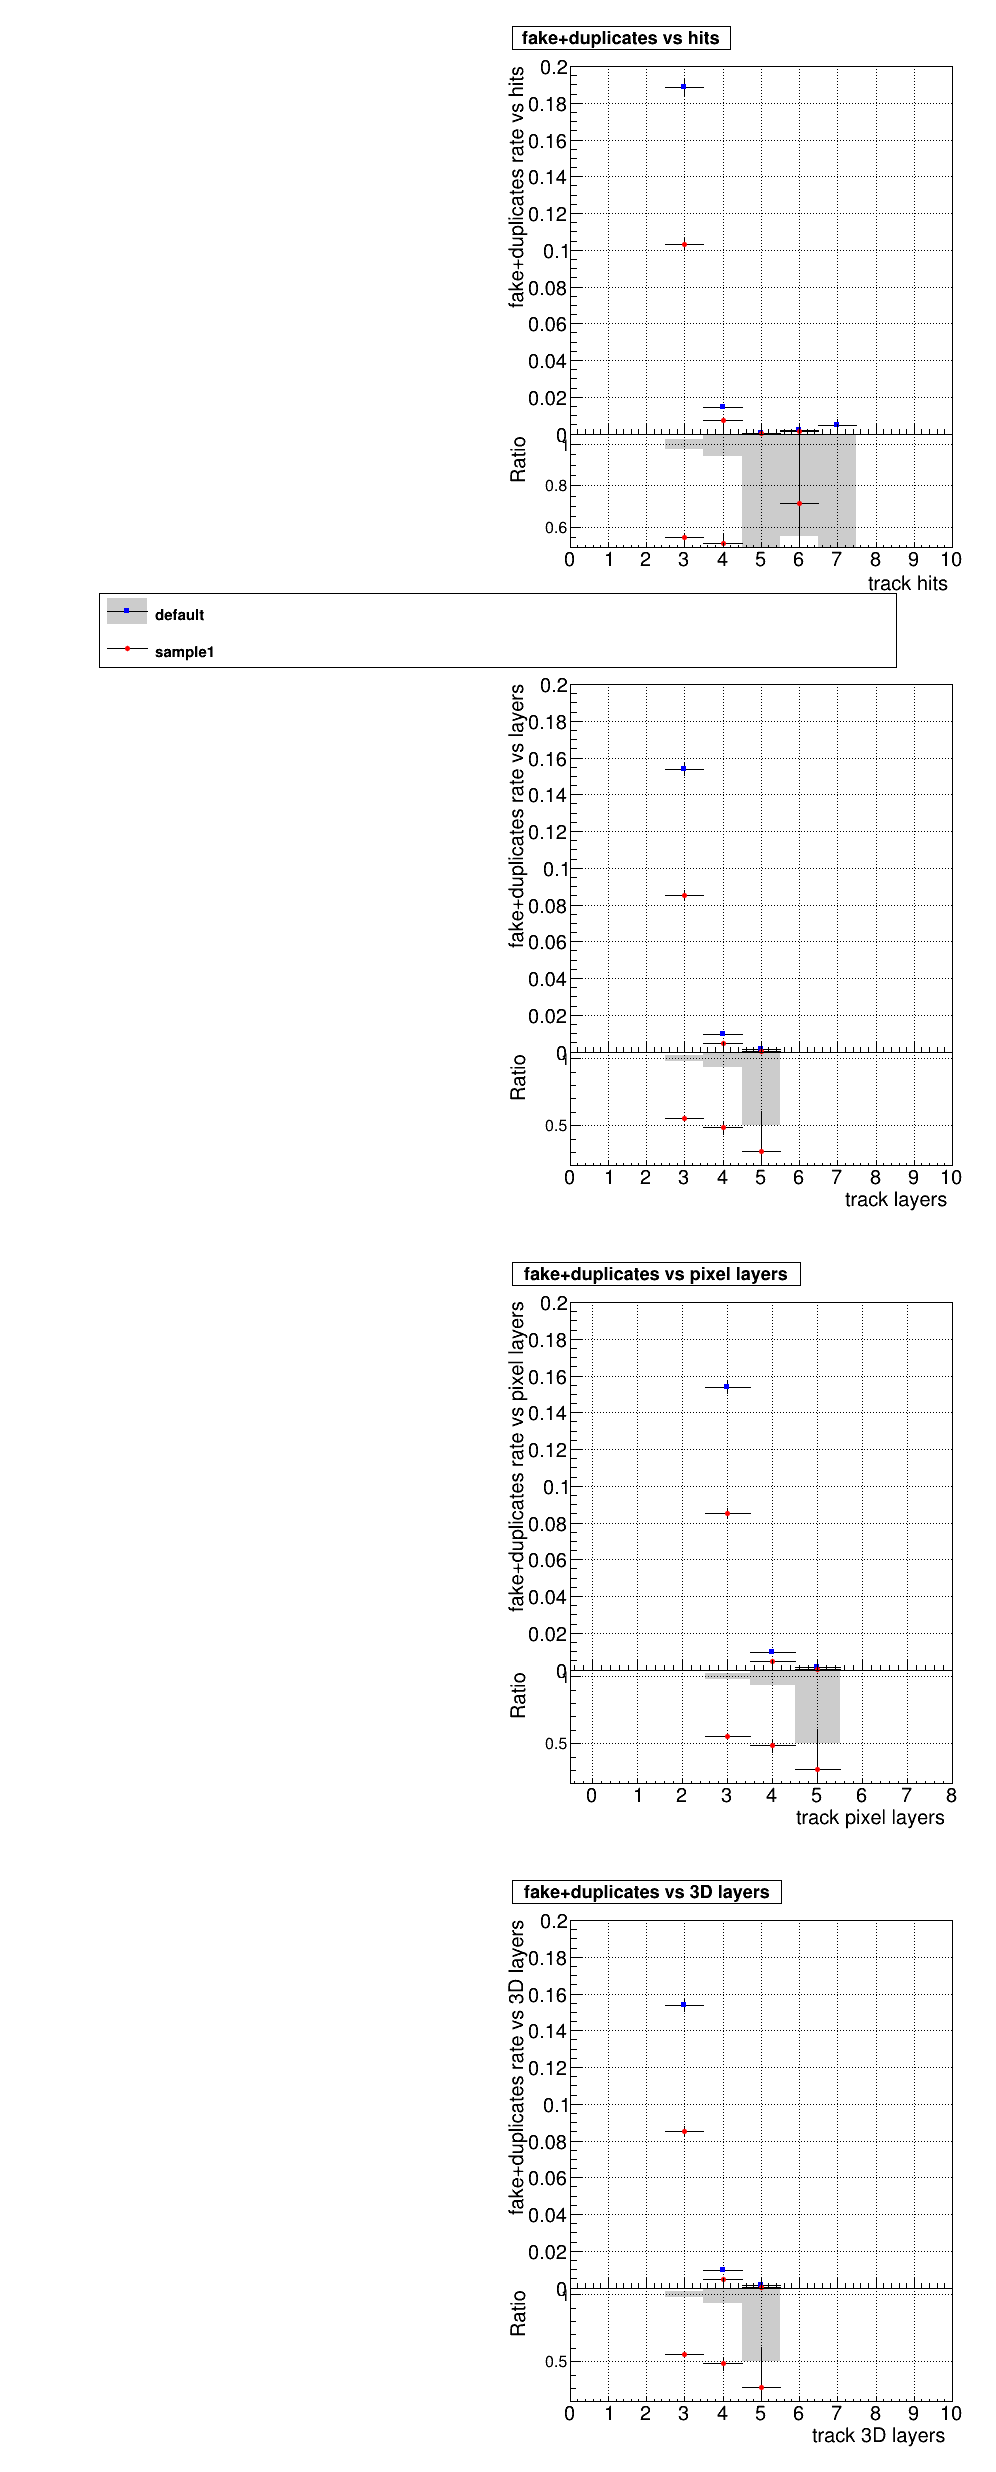 fake+duplicates vs hits
fake+duplicates rate vs hits
0.2
0.18
0.16
0.14
0.12
0.1
0.08
0.06
0.04
0.02
0
Ratio
1
0.8
0.6
0 1 2 3 4 5 6 7 8 9 10
track hits
default
sample1
fake+duplicates rate vs layers
0.2
0.18
0.16
0.14
0.12
0.1
0.08
0.06
0.04
0.02
0
Ratio
1
0.5
0 1 2 3 4 5 6 7 8 9 10
track layers
fake+duplicates vs pixel layers
fake+duplicates rate vs pixel layers
0.2
0.18
0.16
0.14
0.12
0.1
0.08
0.06
0.04
0.02
0
Ratio
1
0.5
0 1 2 3 4 5 6 7 8
track pixel layers
fake+duplicates vs 3D layers
fake+duplicates rate vs 3D layers
0.2
0.18
0.16
0.14
0.12
0.1
0.08
0.06
0.04
0.02
0
Ratio
1
0.5
0 1 2 3 4 5 6 7 8 9 10
track 3D layers